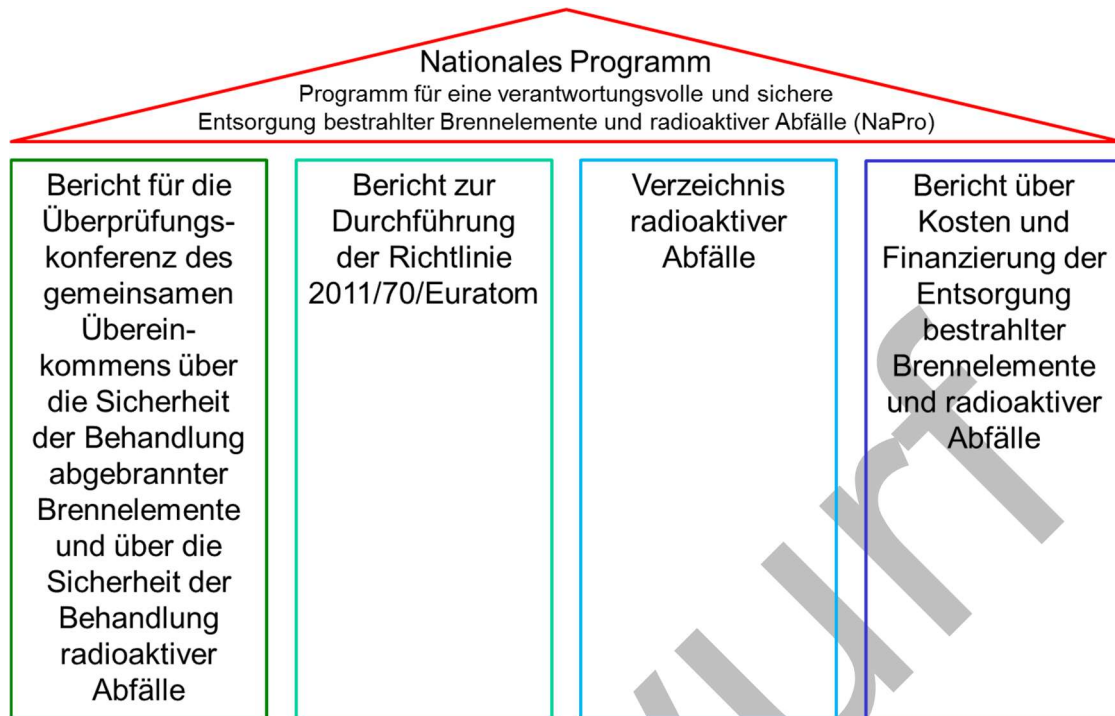 Nationales Programm
Programm für eine verantwortungsvolle und sichere
Entsorgung bestrahlter Brennelemente und radioaktiver Abfälle (NaPro)
Bericht für die
Überprüfungs-
konferenz des
gemeinsamen
Überein-
kommens über
die Sicherheit
der Behandlung
abgebrannter
Brennelemente
und über die
Sicherheit der
Behandlung
radioaktiver
Abfälle
Bericht zur
Durchführung
der Richtlinie
2011/70/Euratom
Verzeichnis
radioaktiver
Abfälle
Bericht über
Kosten und
Finanzierung der
Entsorgung
bestrahlter
Brennelemente
und radioaktiver
Abfälle